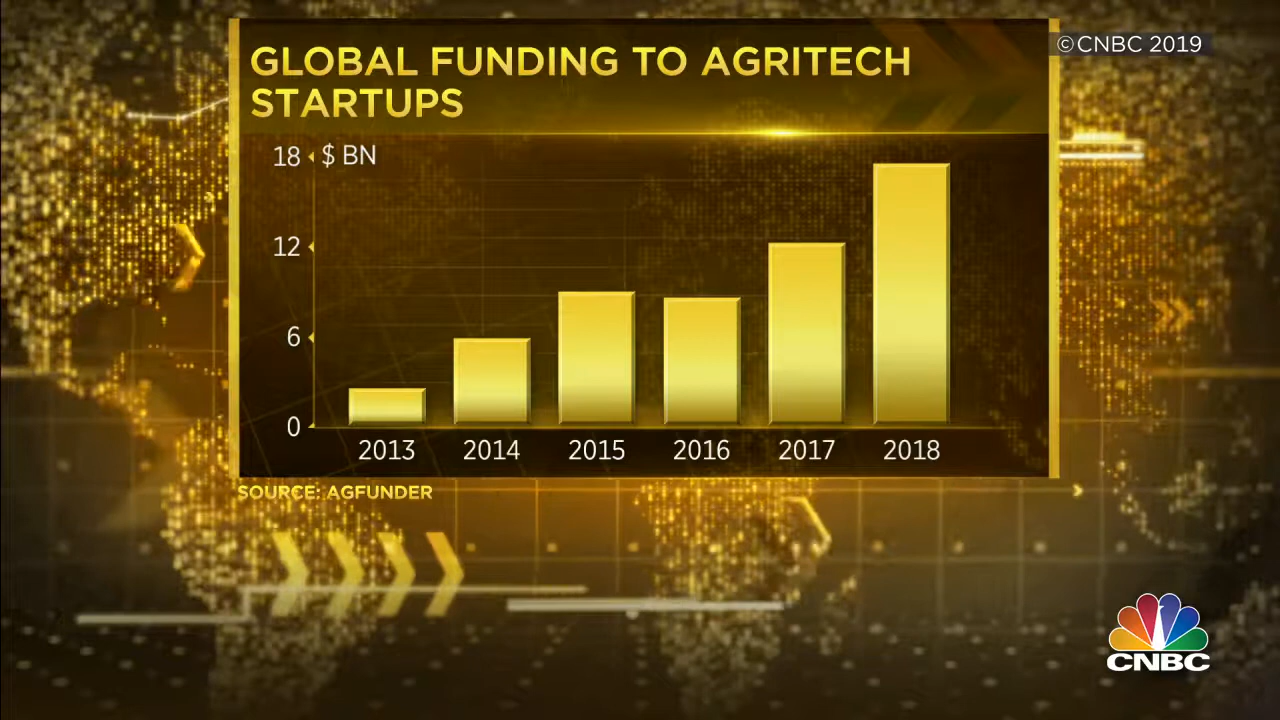 ©CNBC 2019
GLOBAL FUNDING TO AGRITECH
STARTUPS
18 $ BN
12
6
0
2013 2014 2015 2016 2017 2018
SOURCE: AGFUNDER
CNBC